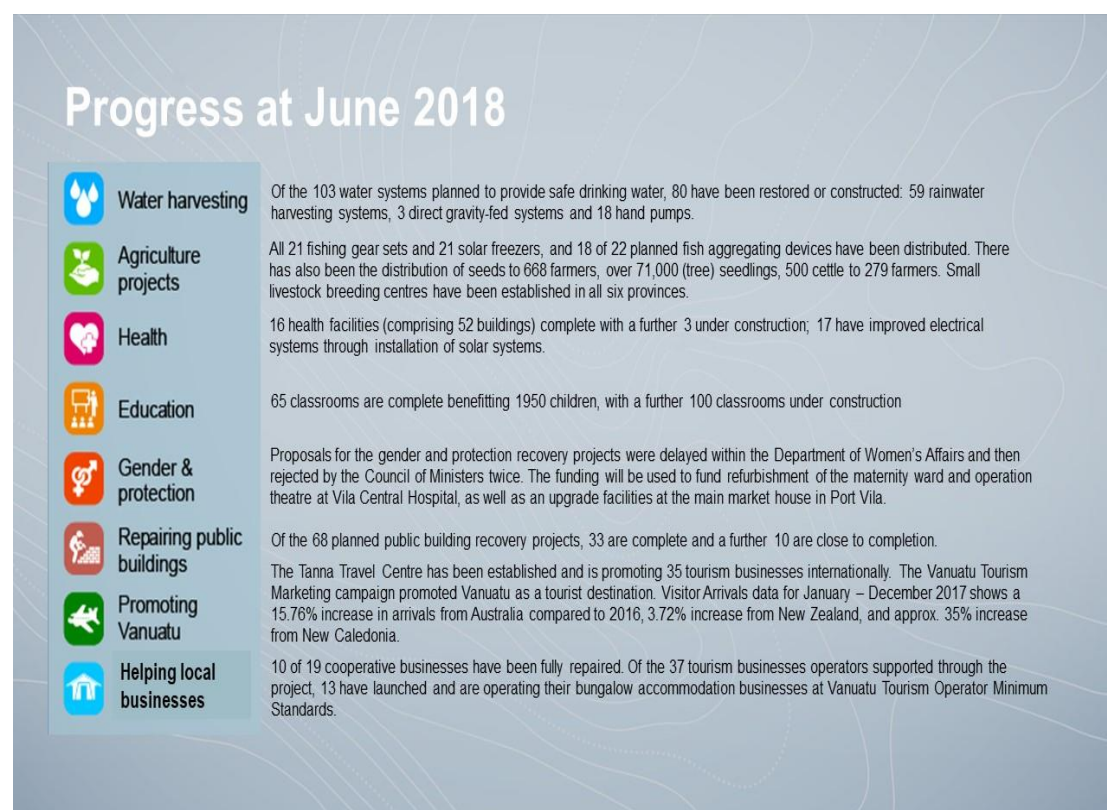 Progress at June 2018
Water harvesting
Of the 103 water systems planned to provide safe drinking water, 80 have been restored or constructed: 59 rainwater
harvesting systems, 3 direct gravity-fed systems and 18 hand pumps.
Agriculture
projects
All 21 fishing gear sets and 21 solar freezers, and 18 of 22 planned fish aggregating devices have been distributed. There
has also been the distribution of seeds to 668 farmers, over 71,000 (tree) seedlings, 500 cettle to 279 farmers. Small
livestock breeding centres have been established in all six provinces.
Health
16 health facilities (comprising 52 buildings) complete with a further 3 under construction; 17 have improved electrical
systems through installation of solar systems.
Education
65 classrooms are complete benefitting 1950 children, with a further 100 classrooms under construction
Gender &
protection
Proposals for the gender and protection recovery projects were delayed within the Department of Women's Affairs and then
rejected by the Council of Ministers twice. The funding will be used to fund refurbishment of the maternity ward and operation
theatre at Vila Central Hospital, as well as an upgrade facilities at the main market house in Port Vila.
Repairing public
buildings
Of the 68 planned public building recovery projects, 33 are complete and a further 10 are close to completion.
Promoting
Vanuatu
The Tanna Travel Centre has been established and is promoting 35 tourism businesses internationally. The Vanuatu Tourism
Marketing campaign promoted Vanuatu as a tourist destination. Visitor Arrivals data for January – December 2017 shows a
15.76% increase in arrivals from Australia compared to 2016, 3.72% increase from New Zealand, and approx. 35% increase
from New Caledonia.
Helping local
businesses
10 of 19 cooperative businesses have been fully repaired. Of the 37 tourism businesses operators supported through the
project, 13 have launched and are operating their bungalow accommodation businesses at Vanuatu Tourism Operator Minimum
Standards.